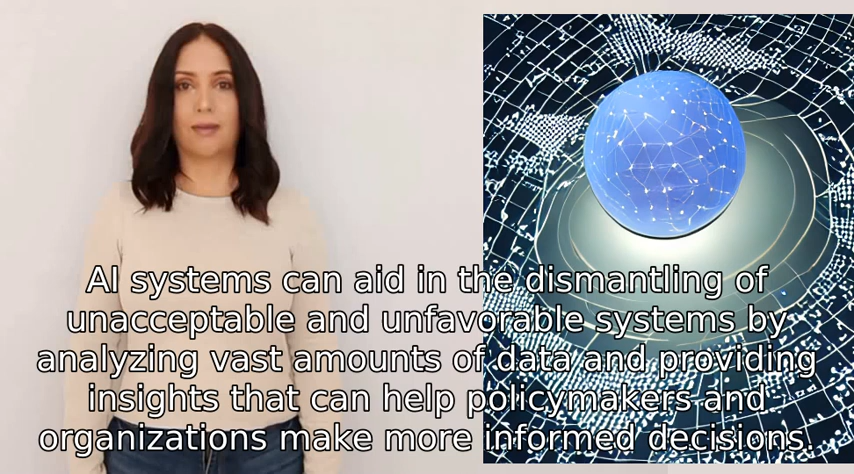 AI systems can aid in the dismantling of
unacceptable and unfavorable systems by
analyzing vast amounts of data and providing
insights that can help policymakers and
organizations make more informed decisions.